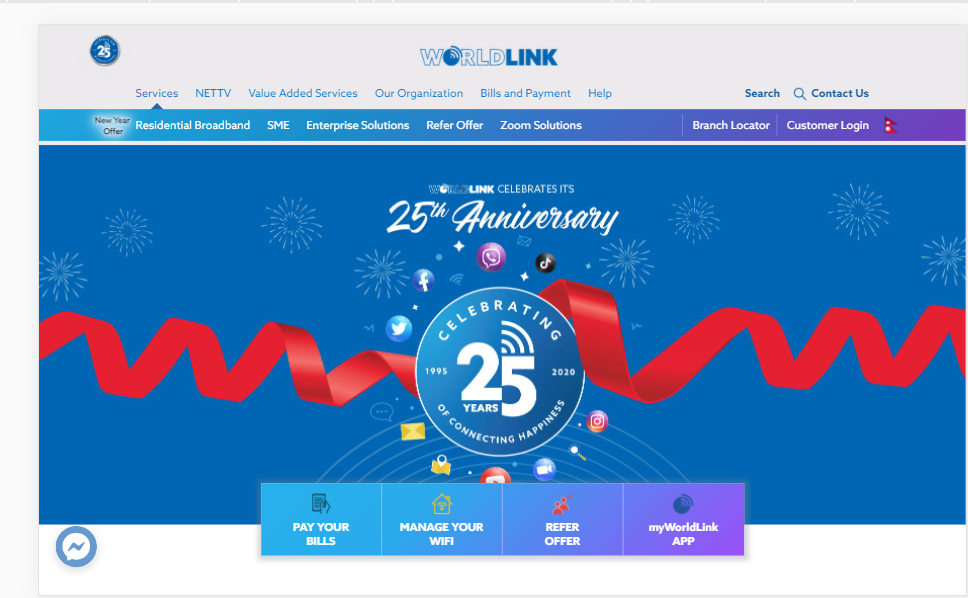 25
WORLDLINK
Services NETTV Value Added Services Our Organization Bills and Payment Help Search Contact Us
New Year
Offer
Residential Broadband SME Enterprise Solutions Refer Offer Zoom Solutions Branch Locator Customer Login
WORLDLINK CELEBRATES ITS
25th Anniversary
CELEBRATING
1995 25 2020
YEARS
OF CONNECTING HAPPINESS
PAY YOUR
BILLS
MANAGE YOUR
WIFI
REFER
OFFER
myWorldLink
APP